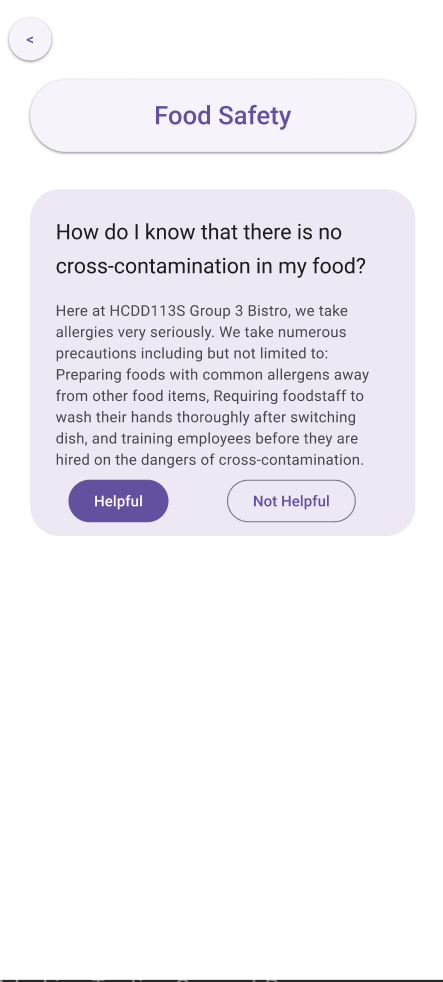 <
Food Safety
How do I know that there is no
cross-contamination in my food?
Here at HCDD113S Group 3 Bistro, we take
allergies very seriously. We take numerous
precautions including but not limited to:
Preparing foods with common allergens away
from other food items, Requiring foodstaff to
wash their hands thoroughly after switching
dish, and training employees before they are
hired on the dangers of cross-contamination.
Helpful
Not Helpful